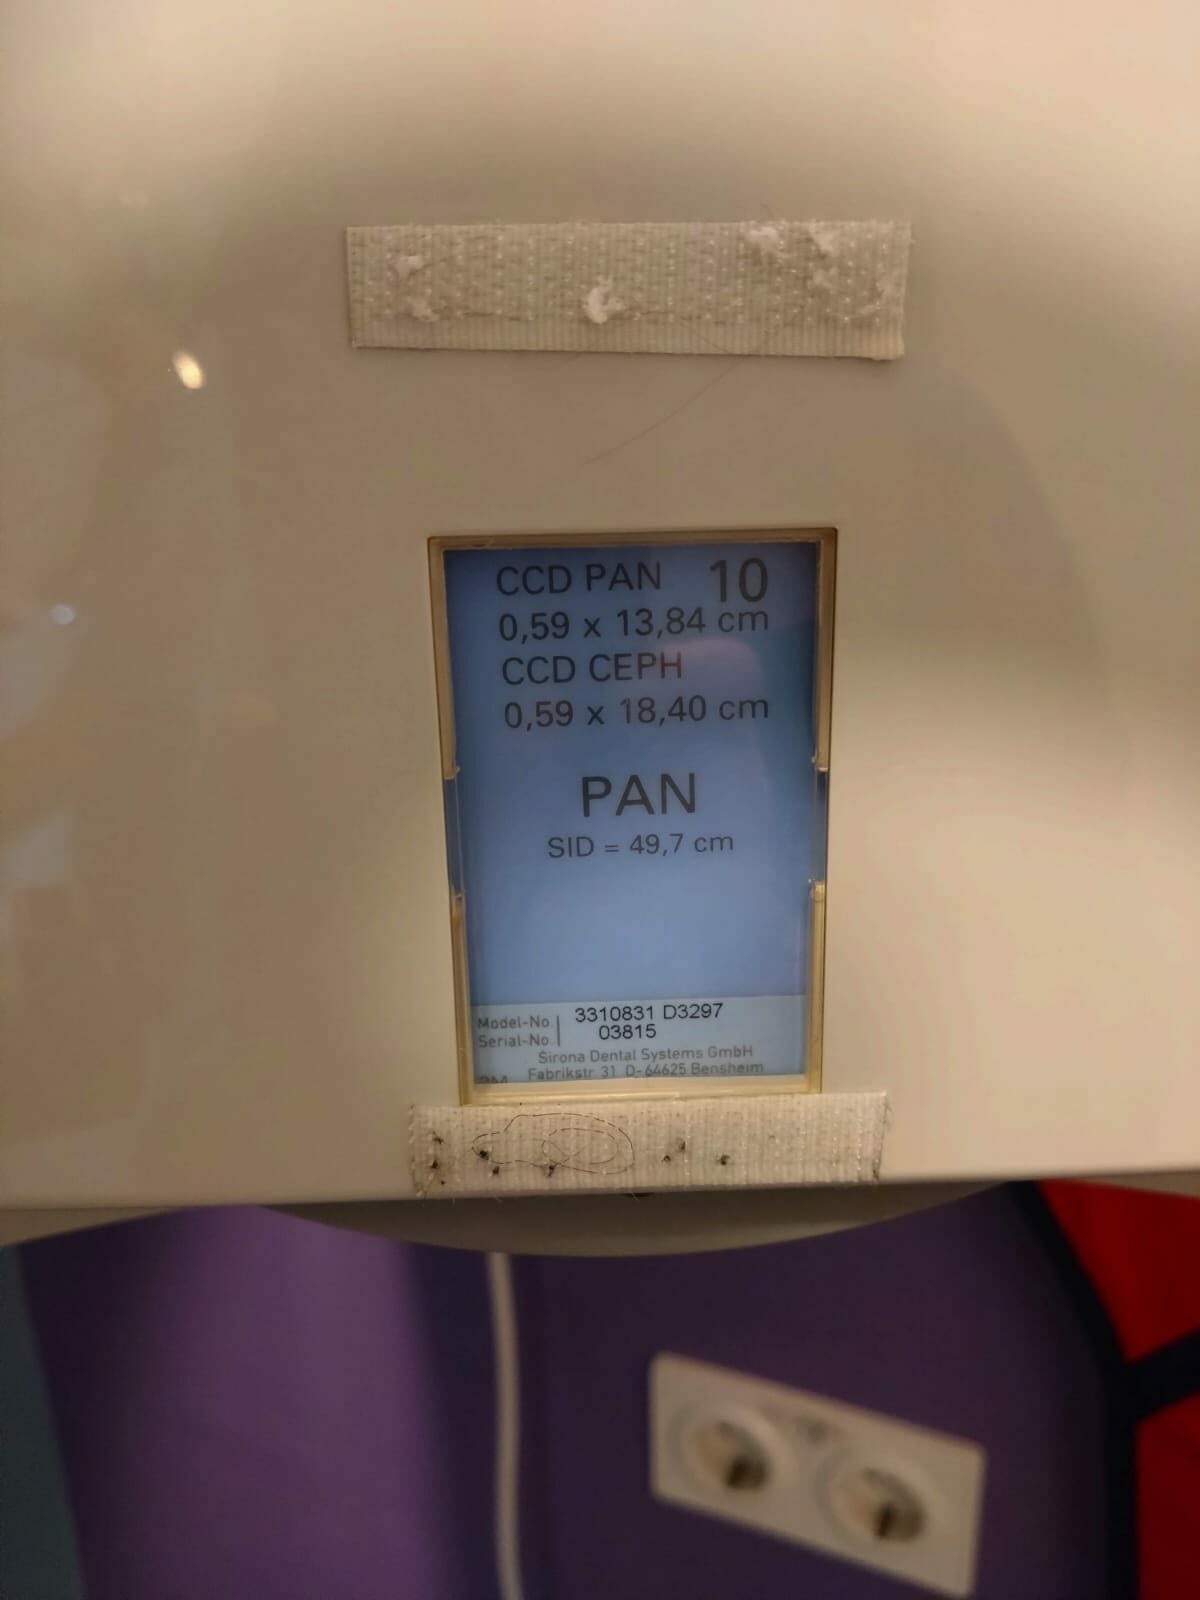 CCD PAN 10
0,59 x 13,84 cm
CCD CEPH
0,59 x 18,40 cm
PAN
SID = 49,7 cm
Model-No. 3310831 D3297
Serial-No. 03815
Sirona Dental Systems GmbH
Fabrikstr. 31 D-64625 Bensheim